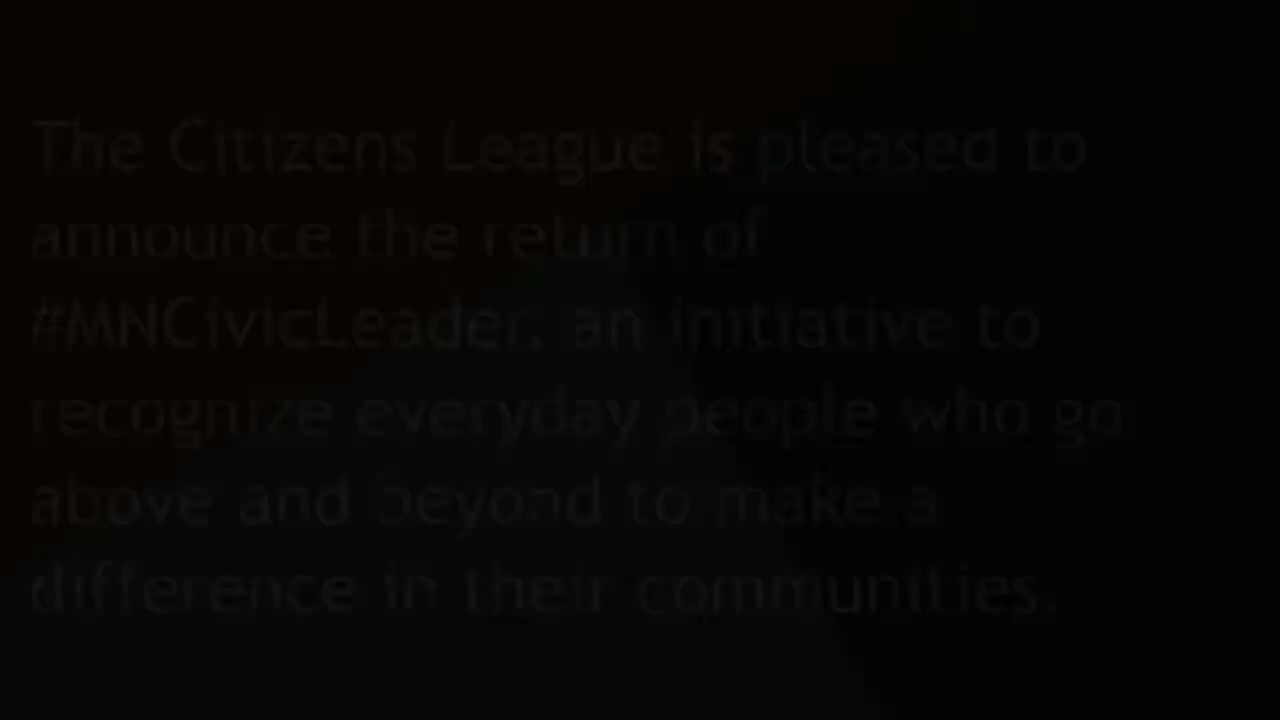 The Citizens League is pleased to
announce the return of
#MNCivicLeader, an initiative to
recognize everyday people who go
above and beyond to make a
difference in their communities.